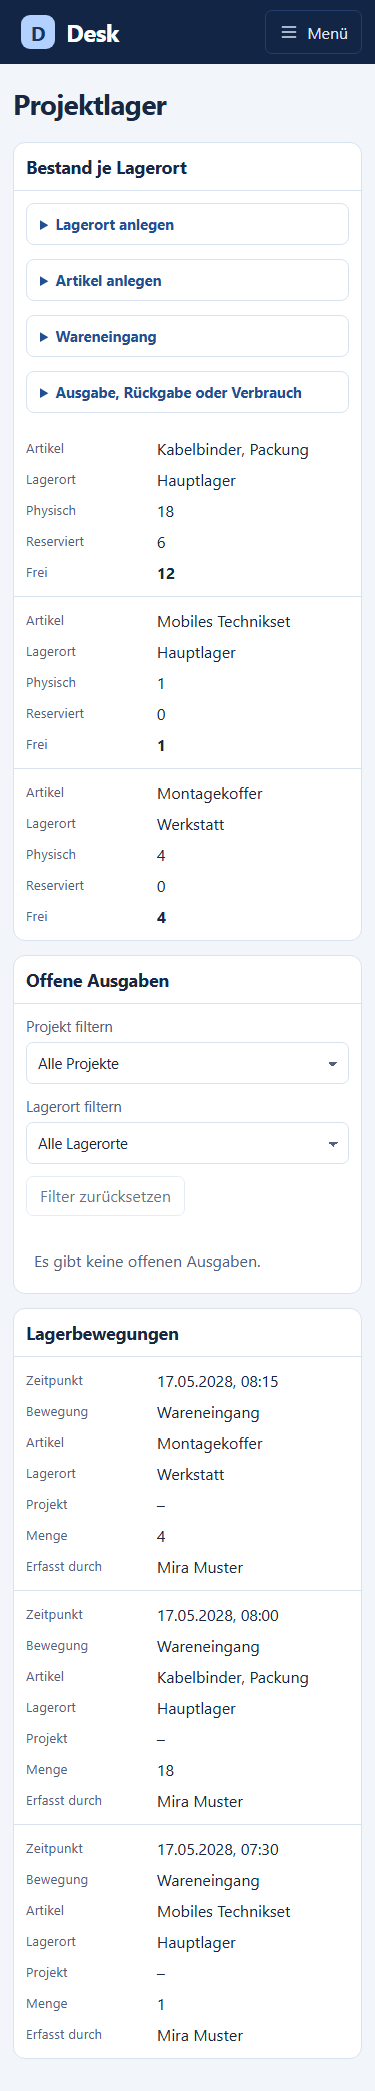 D Desk
Menü
Projektlager
Bestand je Lagerort
Lagerort anlegen
Artikel anlegen
Wareneingang
Ausgabe, Rückgabe oder Verbrauch
Artikel Kabelbinder, Packung
Lagerort Hauptlager
Physisch 18
Reserviert 6
Frei 12
Artikel Mobiles Technikset
Lagerort Hauptlager
Physisch 1
Reserviert 0
Frei 1
Artikel Montagekoffer
Lagerort Werkstatt
Physisch 4
Reserviert 0
Frei 4
Offene Ausgaben
Projekt filtern
Alle Projekte
Lagerort filtern
Alle Lagerorte
Filter zurücksetzen
Es gibt keine offenen Ausgaben.
Lagerbewegungen
Zeitpunkt 17.05.2028, 08:15
Bewegung Wareneingang
Artikel Montagekoffer
Lagerort Werkstatt
Projekt –
Menge 4
Erfasst durch Mira Muster
Zeitpunkt 17.05.2028, 08:00
Bewegung Wareneingang
Artikel Kabelbinder, Packung
Lagerort Hauptlager
Projekt –
Menge 18
Erfasst durch Mira Muster
Zeitpunkt 17.05.2028, 07:30
Bewegung Wareneingang
Artikel Mobiles Technikset
Lagerort Hauptlager
Projekt –
Menge 1
Erfasst durch Mira Muster